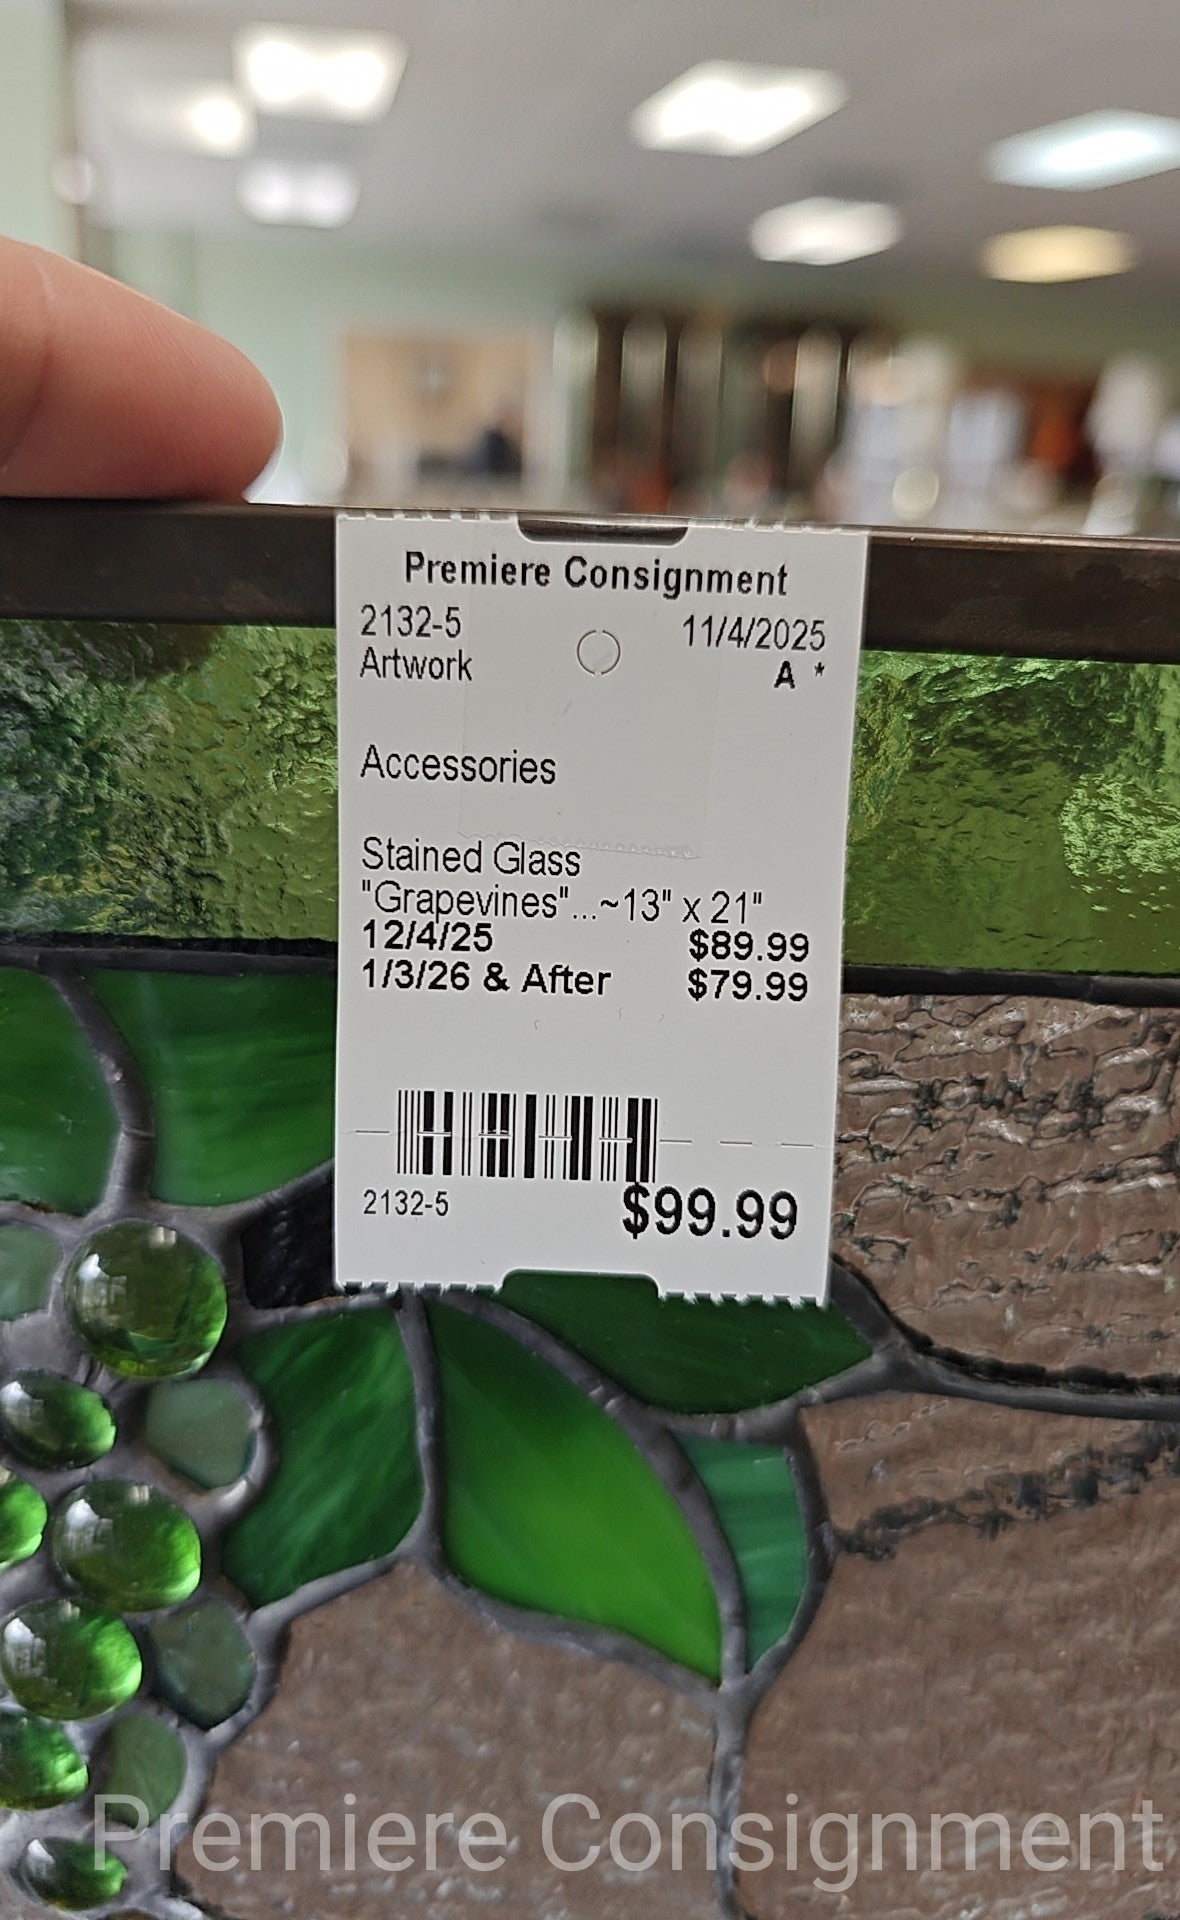 Premiere Consignment
2132-5 11/4/2025
Artwork A *
Accessories
Stained Glass
"Grapevines"...~13" x 21"
12/4/25 $89.99
1/3/26 & After $79.99
2132-5 $99.99
Premiere Consignment